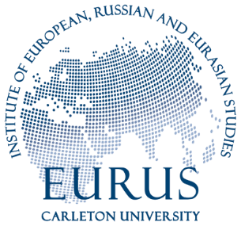 INSTITUTE OF EUROPEAN, RUSSIAN AND EURASIAN STUDIES
EURUS
CARLETON UNIVERSITY